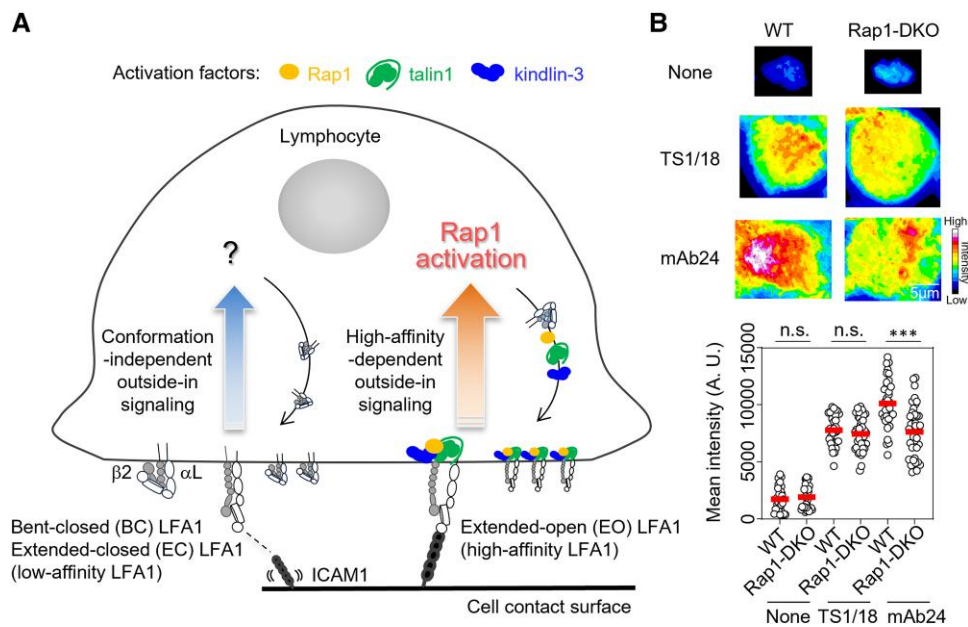 A
Activation factors: Rap1 talin1 kindlin-3
Lymphocyte
?
Rap1
activation
Conformation
-independent
outside-in
signaling
High-affinity
-dependent
outside-in
signaling
β2 αL
Bent-closed (BC) LFA1
Extended-closed (EC) LFA1
(low-affinity LFA1)
ICAM1
Extended-open (EO) LFA1
(high-affinity LFA1)
Cell contact surface
B
WT Rap1-DKO
None
TS1/18
mAb24
High
Intensity
Low
5μm
n.s. n.s. ***
Mean intensity (A. U.)
15000
10000
5000
0
WT Rap1-DKO WT Rap1-DKO WT Rap1-DKO
None TS1/18 mAb24